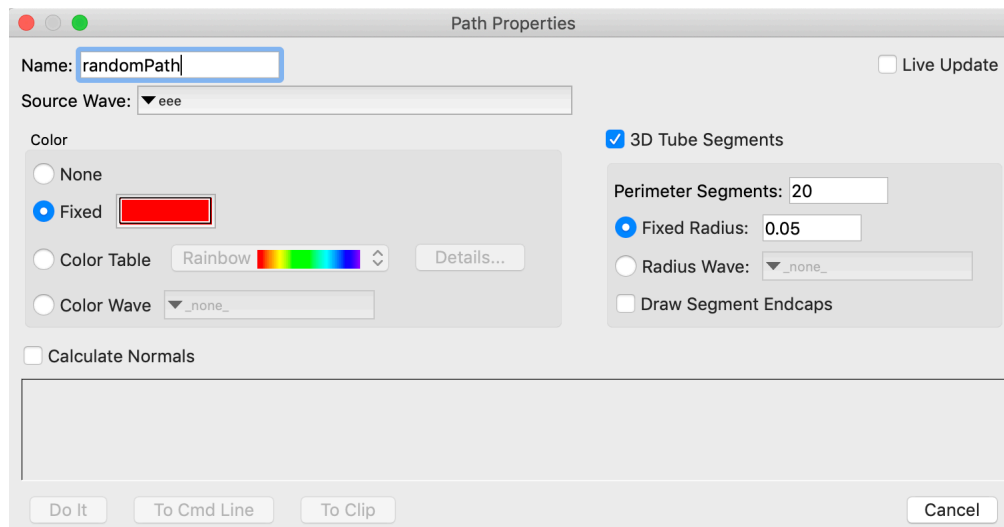 Path Properties
Name: randomPath
Live Update
Source Wave: eee
Color
3D Tube Segments
None
Perimeter Segments: 20
Fixed
Fixed Radius: 0.05
Color Table Rainbow Details...
Radius Wave: _none_
Color Wave _none_
Draw Segment Endcaps
Calculate Normals
Do It To Cmd Line To Clip Cancel